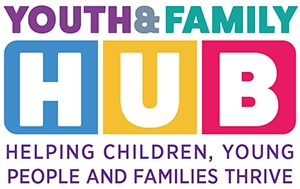 YOUTH&FAMILY
HUB
HELPING CHILDREN, YOUNG
PEOPLE AND FAMILIES THRIVE